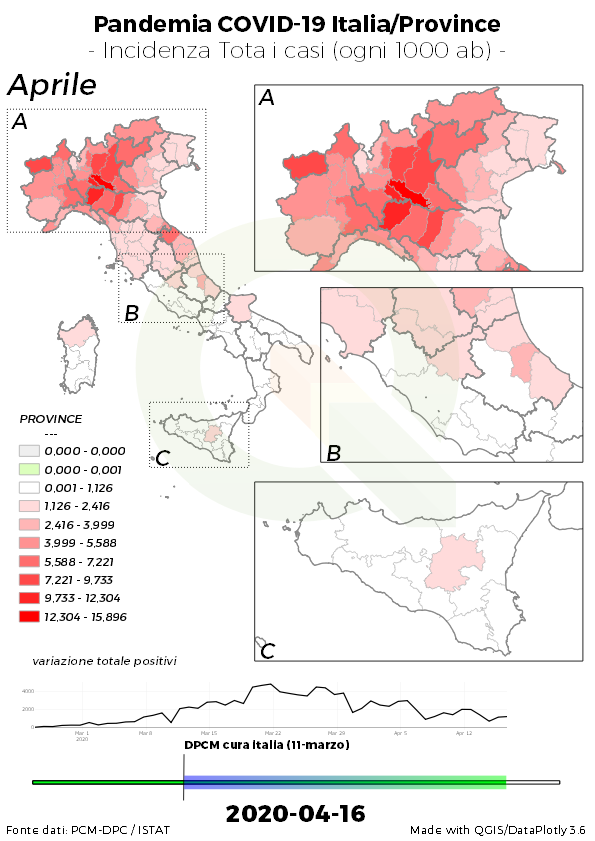 Pandemia COVID-19 Italia/Province
- Incidenza Tota i casi (ogni 1000 ab) -
Aprile
A
A
B
B
C
C
PROVINCE
---
0,000 - 0,000
0,000 - 0,001
0,001 - 1,126
1,126 - 2,416
2,416 - 3,999
3,999 - 5,588
5,588 - 7,221
7,221 - 9,733
9,733 - 12,304
12,304 - 15,896
variazione totale positivi
4000
2000
0
Mar 1
2020
Mar 8
Mar 15
Mar 22
Mar 29
Apr 5
Apr 12
DPCM cura italia (11-marzo)
2020-04-16
Fonte dati: PCM-DPC / ISTAT
Made with QGIS/DataPlotly 3.6